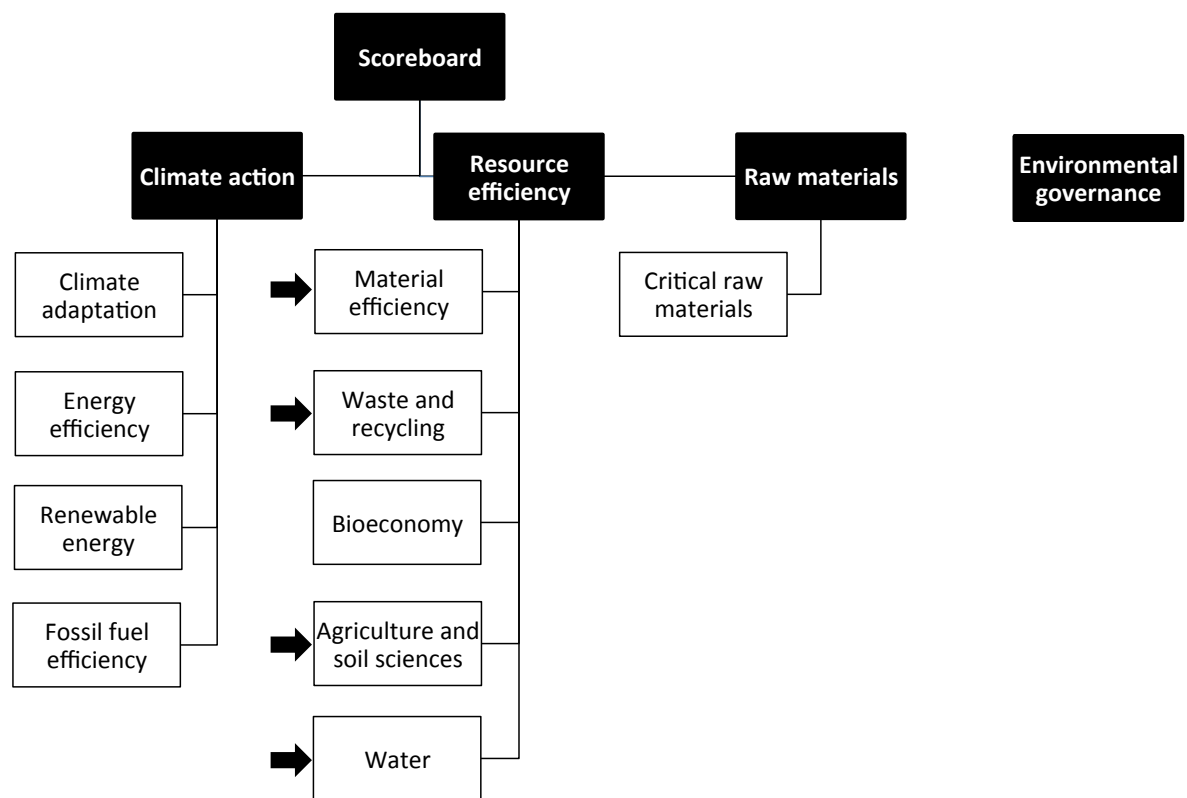 Scoreboard
Climate action
Resource
efficiency
Raw materials
Environmental
governance
Climate
adaptation
Energy
efficiency
Renewable
energy
Fossil fuel
efficiency
Material
efficiency
Waste and
recycling
Bioeconomy
Agriculture and
soil sciences
Water
Critical raw
materials